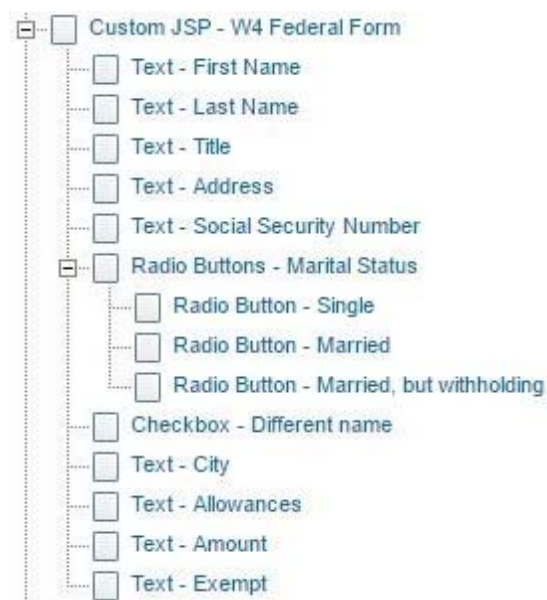 Custom JSP - W4 Federal Form
Text - First Name
Text - Last Name
Text - Title
Text - Address
Text - Social Security Number
Radio Buttons - Marital Status
Radio Button - Single
Radio Button - Married
Radio Button - Married, but withholding
Checkbox - Different name
Text - City
Text - Allowances
Text - Amount
Text - Exempt